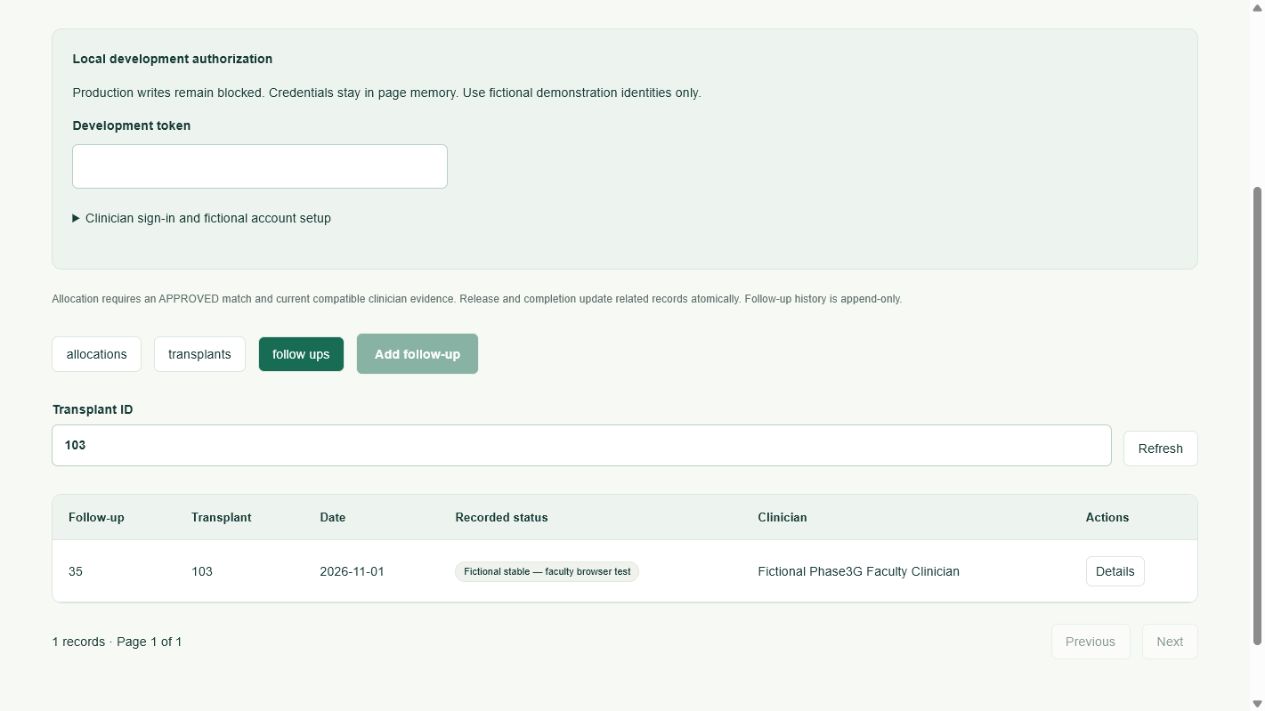 Local development authorization
Production writes remain blocked. Credentials stay in page memory. Use fictional demonstration identities only.
Development token
Clinician sign-in and fictional account setup
Allocation requires an APPROVED match and current compatible clinician evidence. Release and completion update related records atomically. Follow-up history is append-only.
allocations transplants follow ups Add follow-up
Transplant ID
103
Refresh
Follow-up Transplant Date Recorded status Clinician Actions
35 103 2026-11-01 Fictional stable — faculty browser test Fictional Phase3G Faculty Clinician Details
1 records · Page 1 of 1 Previous Next